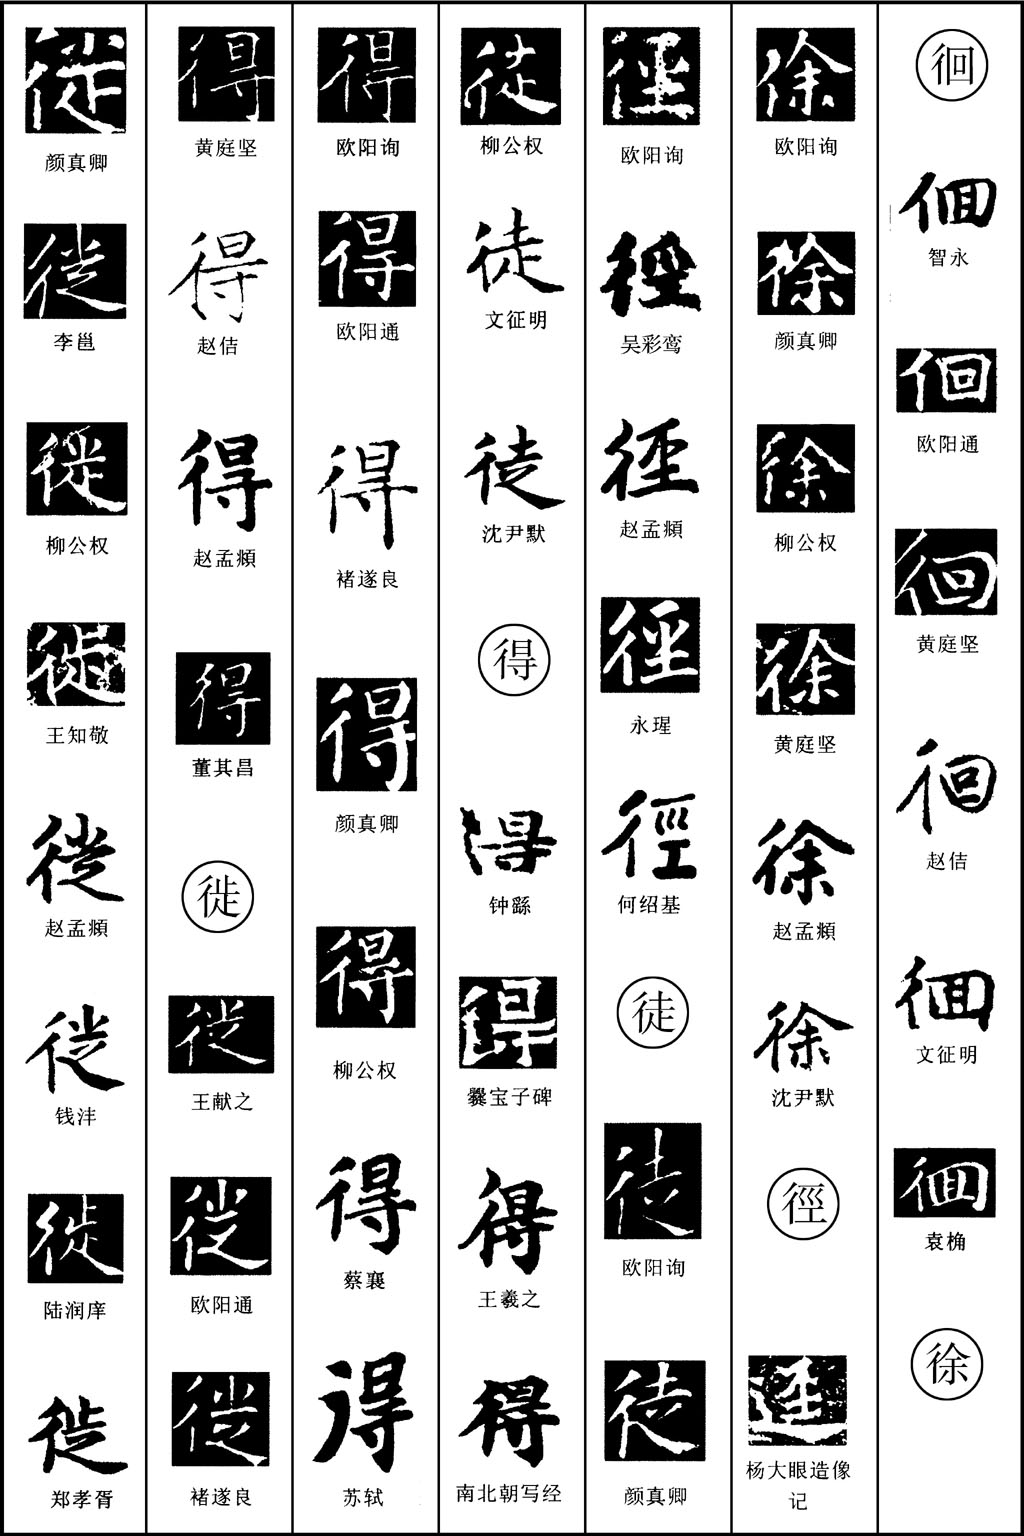 徊
徊
智永
徊
欧阳通
徊
黄庭坚
徊
赵佶
徊
文征明
徊
袁桷
徐
徐
欧阳询
徐
颜真卿
徐
柳公权
徐
黄庭坚
徐
赵孟頫
徐
沈尹默
徑
徑
杨大眼造像
记
徑
欧阳询
徑
吴彩鸾
徑
赵孟頫
徑
永瑆
徑
何绍基
徒
徒
欧阳询
徒
颜真卿
徒
柳公权
徒
文征明
徒
沈尹默
得
得
钟繇
得
爨宝子碑
得
王羲之
得
南北朝写经
得
欧阳询
得
欧阳通
得
褚遂良
得
颜真卿
得
柳公权
得
蔡襄
得
苏轼
得
黄庭坚
得
赵佶
得
赵孟頫
得
董其昌
徙
徙
王献之
徙
欧阳通
徙
褚遂良
徙
颜真卿
徙
李邕
徙
柳公权
徙
王知敬
徙
赵孟頫
徙
钱沣
徙
陆润庠
徙
郑孝胥